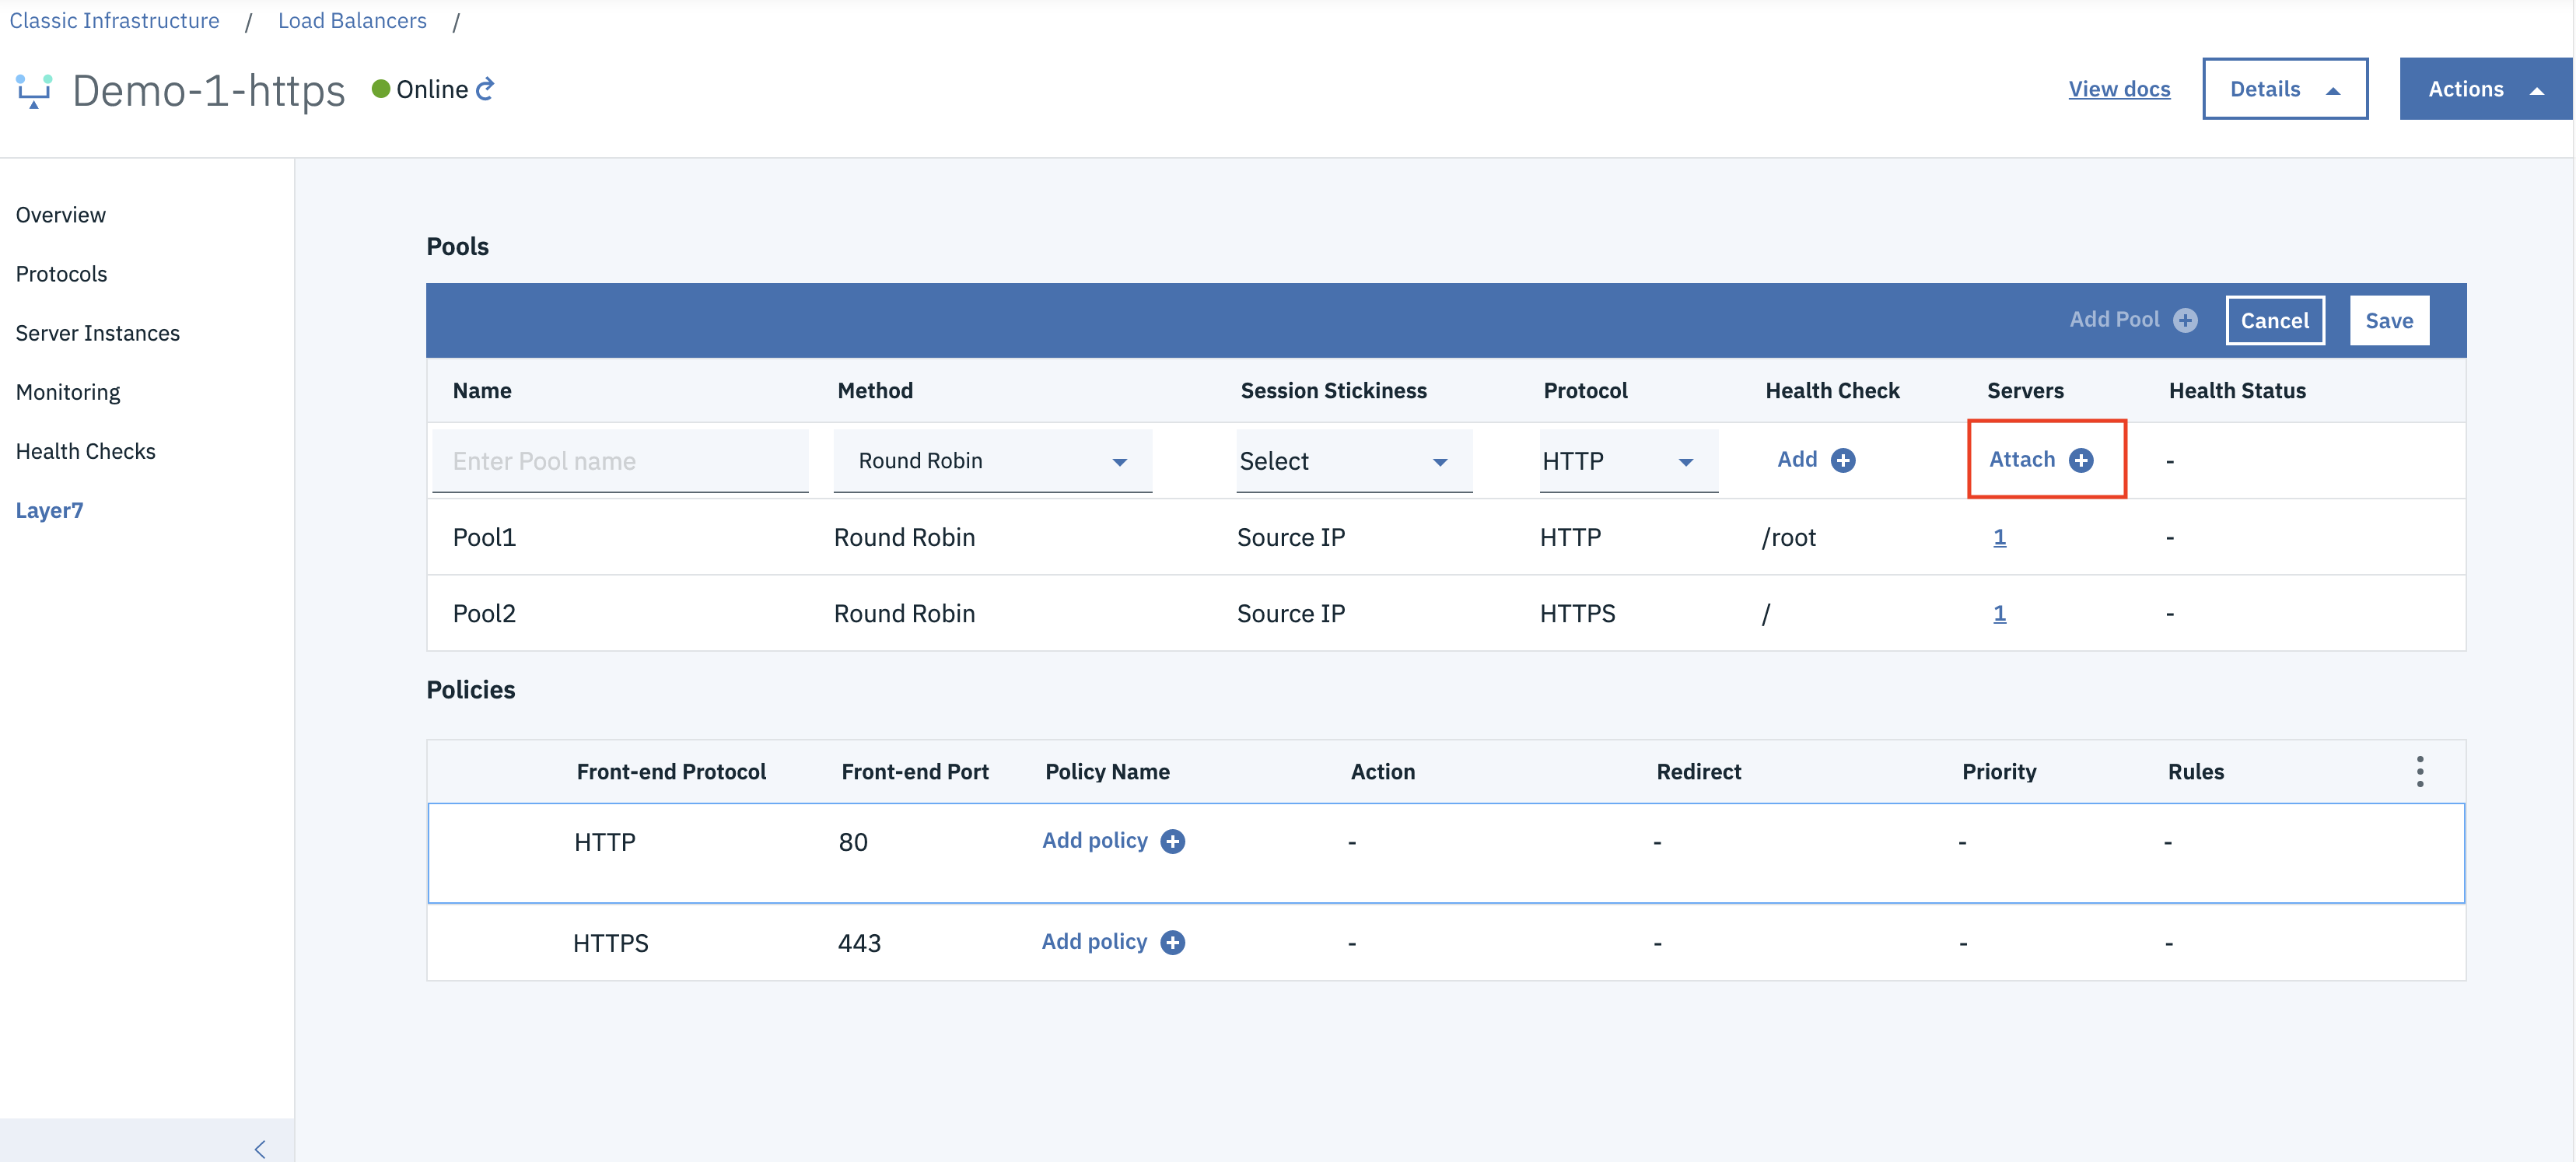 Classic Infrastructure / Load Balancers /
Demo-1-https Online View docs Details Actions
Overview
Protocols
Server Instances
Monitoring
Health Checks
Layer7
Pools
Add Pool Cancel Save
Name Method Session Stickiness Protocol Health Check Servers Health Status
Enter Pool name Round Robin Select HTTP Add Attach -
Pool1 Round Robin Source IP HTTP /root 1 -
Pool2 Round Robin Source IP HTTPS / 1 -
Policies
Front-end Protocol Front-end Port Policy Name Action Redirect Priority Rules
HTTP 80 Add policy - - - -
HTTPS 443 Add policy - - - -